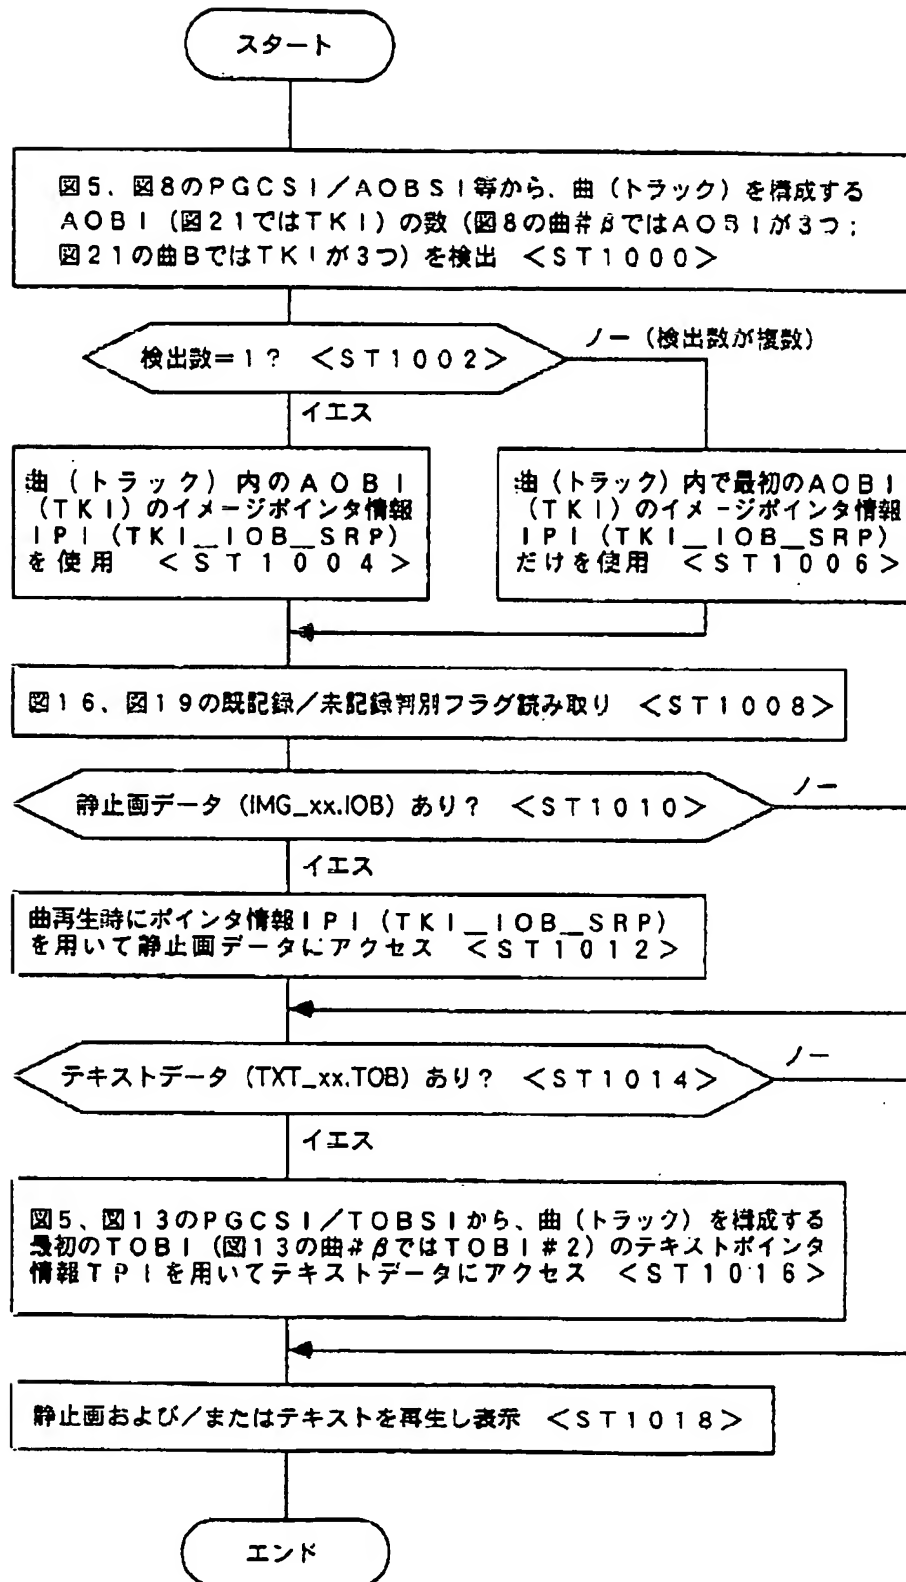 スタート
図5、図8のPGCSI/AOBSI等から、曲(トラック)を構成する
AOBI(図21ではTKI)の数(図8の曲#βではAOBIが3つ;
図21の曲BではTKIが3つ)を検出 <ST1000>
検出数=1? <ST1002>
ノー(検出数が複数)
イエス
曲(トラック)内のAOBI
(TKI)のイメージポインタ情報
IPI(TKI_IOB_SRP)
を使用 <ST1004>
曲(トラック)内で最初のAOBI
(TKI)のイメージポインタ情報
IPI(TKI_IOB_SRP)
だけを使用 <ST1006>
図16、図19の既記録/未記録判別フラグ読み取り <ST1008>
静止画データ(IMG_xx.IOB)あり? <ST1010>
ノー
イエス
曲再生時にポインタ情報IPI(TKI_IOB_SRP)
を用いて静止画データにアクセス <ST1012>
テキストデータ(TXT_xx.TOB)あり? <ST1014>
ノー
イエス
図5、図13のPGCSI/TOBSIから、曲(トラック)を構成する
最初のTOBI(図13の曲#βではTOBI#2)のテキストポインタ
情報TPIを用いてテキストデータにアクセス <ST1016>
静止画および/またはテキストを再生し表示 <ST1018>
エンド